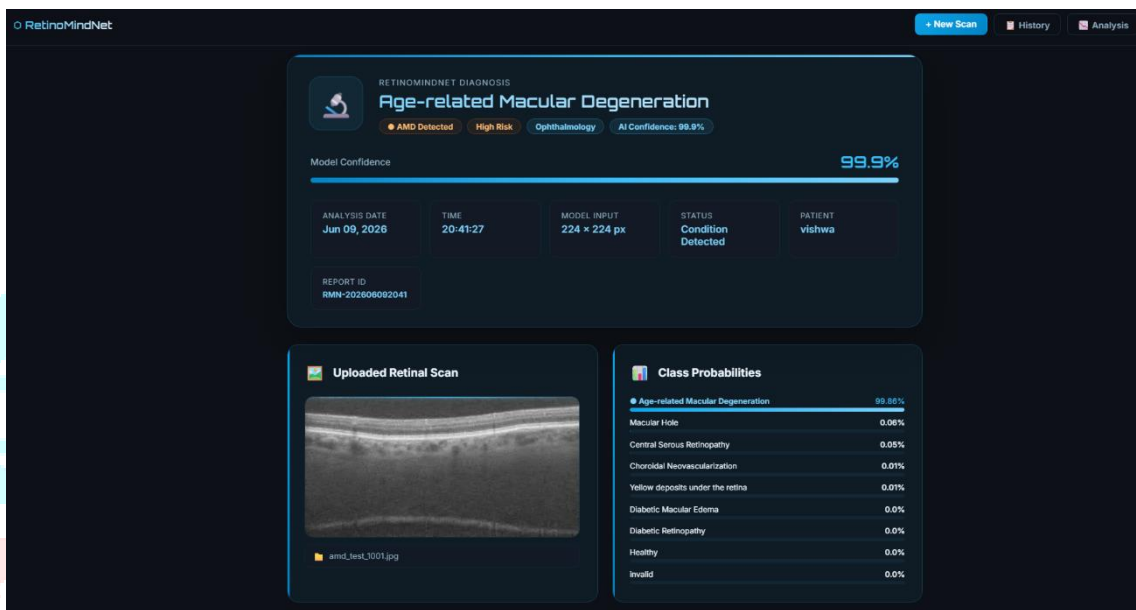 RetinoMindNet
+ New Scan
History
Analysis
RETINOMINDNET DIAGNOSIS
Age-related Macular Degeneration
AMD Detected
High Risk
Ophthalmology
AI Confidence: 99.9%
Model Confidence
99.9%
ANALYSIS DATE
Jun 09, 2026
TIME
20:41:27
MODEL INPUT
224 × 224 px
STATUS
Condition
Detected
PATIENT
vishwa
REPORT ID
RMN-202606092041
Uploaded Retinal Scan
amd_test_1001.jpg
Class Probabilities
Age-related Macular Degeneration 99.86%
Macular Hole 0.06%
Central Serous Retinopathy 0.05%
Choroidal Neovascularization 0.01%
Yellow deposits under the retina 0.01%
Diabetic Macular Edema 0.0%
Diabetic Retinopathy 0.0%
Healthy 0.0%
invalid 0.0%